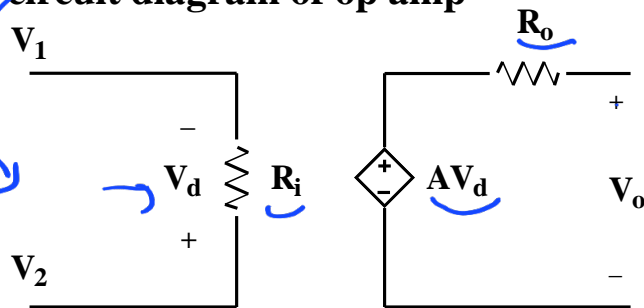 circuit diagram of op amp
V1
Ro
+
−
+
Vd
Ri
−
AVd
Vo
+
V2
−